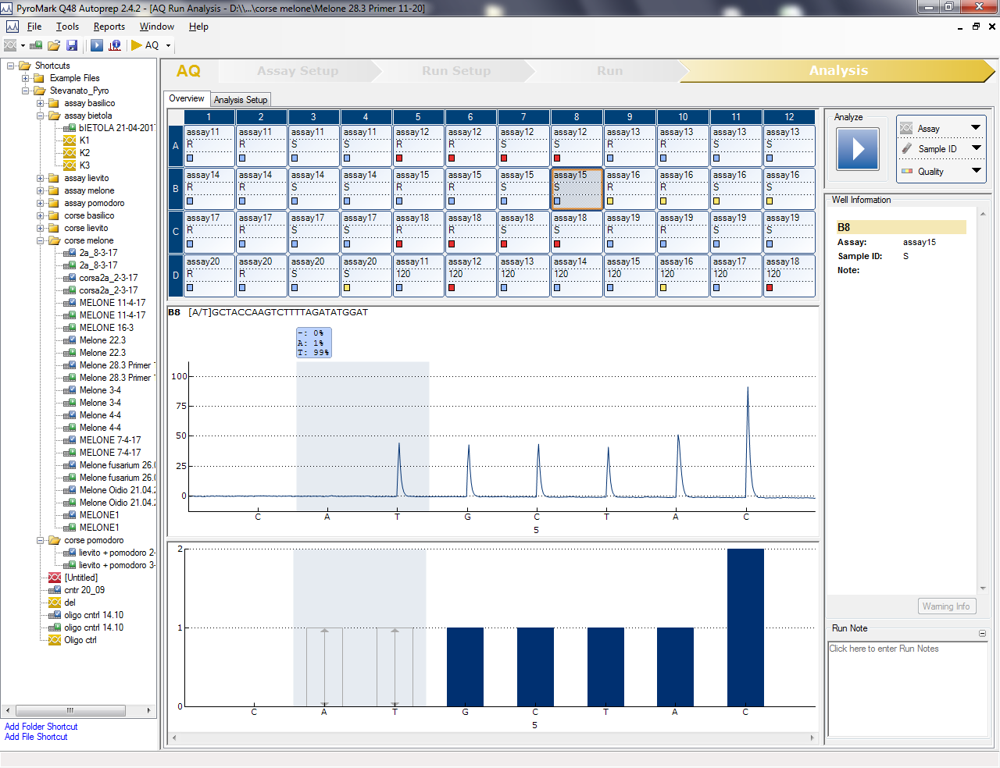 PyroMark Q48 Autoprep 2.4.2 - [AQ Run Analysis - D:\\...\corse melone\Melone 28.3 Primer 11-20]
File Tools Reports Window Help
AQ
Shortcuts
Example Files
Stevanato_Pyro
assay basilico
assay bietola
bIETOLA 21-04-2017
K1
K2
K3
assay lievito
assay melone
assay pomodoro
corse basilico
corse lievito
corse melone
2a_8-3-17
2a_8-3-17
corsa2a_2-3-17
corsa2a_2-3-17
MELONE 11-4-17
MELONE 11-4-17
MELONE 16-3
Melone 22.3
Melone 22.3
Melone 28.3 Primer
Melone 28.3 Primer
Melone 3-4
Melone 3-4
Melone 4-4
Melone 4-4
MELONE 7-4-17
MELONE 7-4-17
Melone fusarium 26.0
Melone fusarium 26.0
Melone Oidio 21.04.2
Melone Oidio 21.04.2
MELONE1
MELONE1
corse pomodoro
lievito + pomodoro 2-
lievito + pomodoro 3-
[Untitled]
cntr 20_09
del
oligo cntrl 14.10
oligo cntrl 14.10
Oligo ctrl
Add Folder Shortcut
Add File Shortcut
AQ Assay Setup Run Setup Run Analysis
Overview Analysis Setup
1 2 3 4 5 6 7 8 9 10 11 12
A
assay11 assay11 assay11 assay11 assay12 assay12 assay12 assay12 assay13 assay13 assay13 assay13
R R S S R R S S R R S S
B
assay14 assay14 assay14 assay14 assay15 assay15 assay15 assay15 assay16 assay16 assay16 assay16
R R S S R R S S R R S S
C
assay17 assay17 assay17 assay17 assay18 assay18 assay18 assay18 assay19 assay19 assay19 assay19
R R S S R R S S R R S S
D
assay20 assay20 assay20 assay20 assay11 assay12 assay13 assay14 assay15 assay16 assay17 assay18
R R S S 120 120 120 120 120 120 120 120
B8 [A/T]GCTACCAAGTCTTTTAGATATGGAT
-: 0%
A: 1%
T: 99%
100
75
50
25
0
C A T G C T A C
5
2
1
0
C A T G C T A C
5
Analyze
Assay
Sample ID
Quality
Well Information
B8
Assay: assay15
Sample ID: S
Note:
Warning Info
Run Note
Click here to enter Run Notes